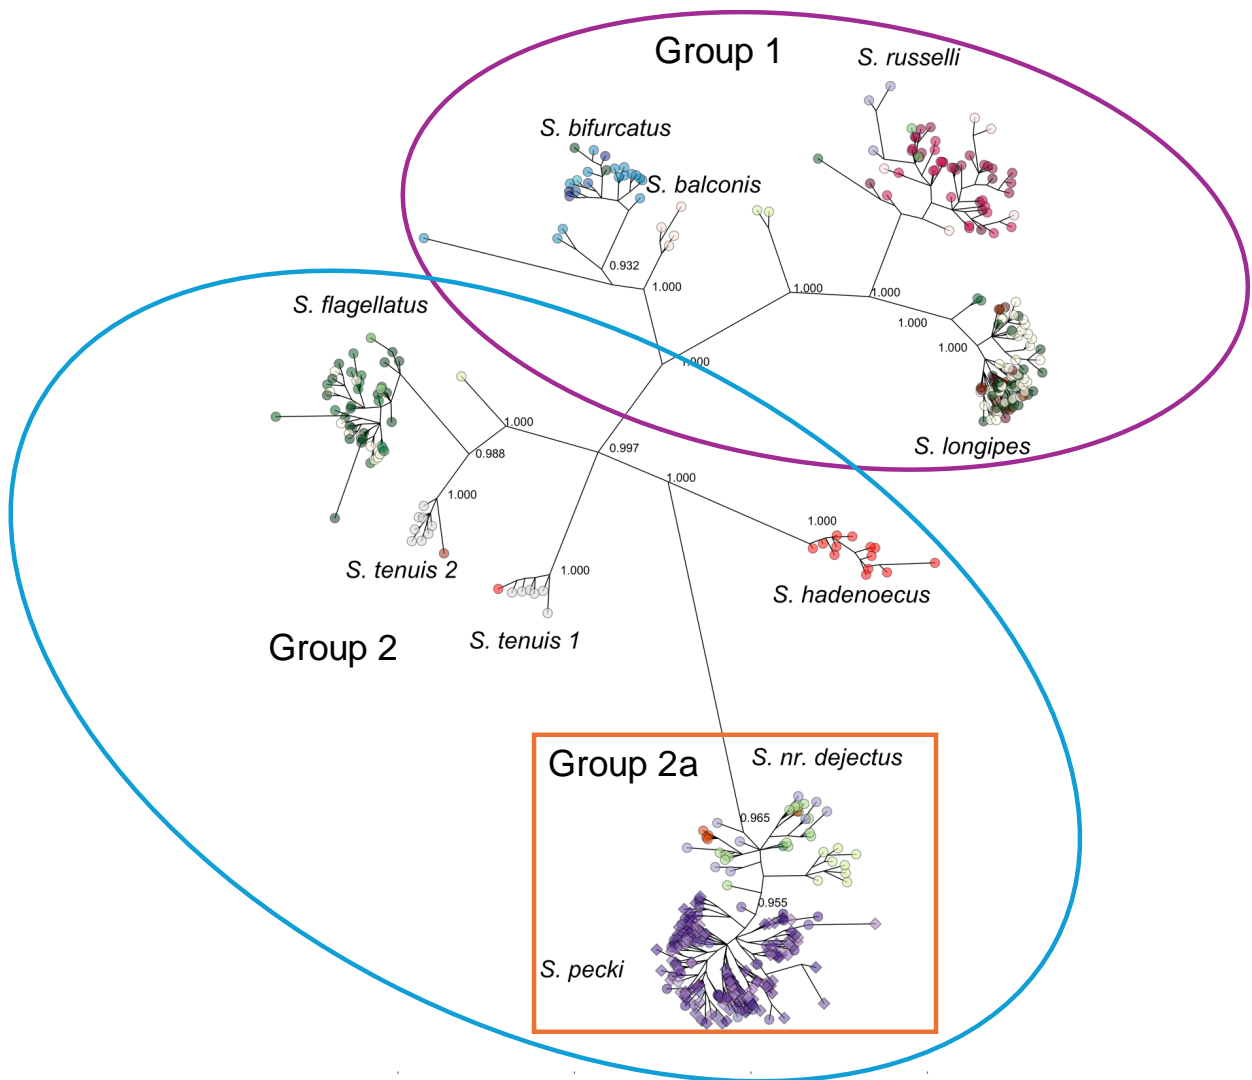 Group 1
S. russelli
S. bifurcatus
S. balconis
0.932
1.000
1.000
1.000
S. flagellatus
1.000
1.000
1.000
S. longipes
1.000
0.997
0.988
1.000
1.000
1.000
S. tenuis 2
1.000
S. hadenoecus
S. tenuis 1
Group 2
Group 2a
S. nr. dejectus
0.965
0.955
S. pecki